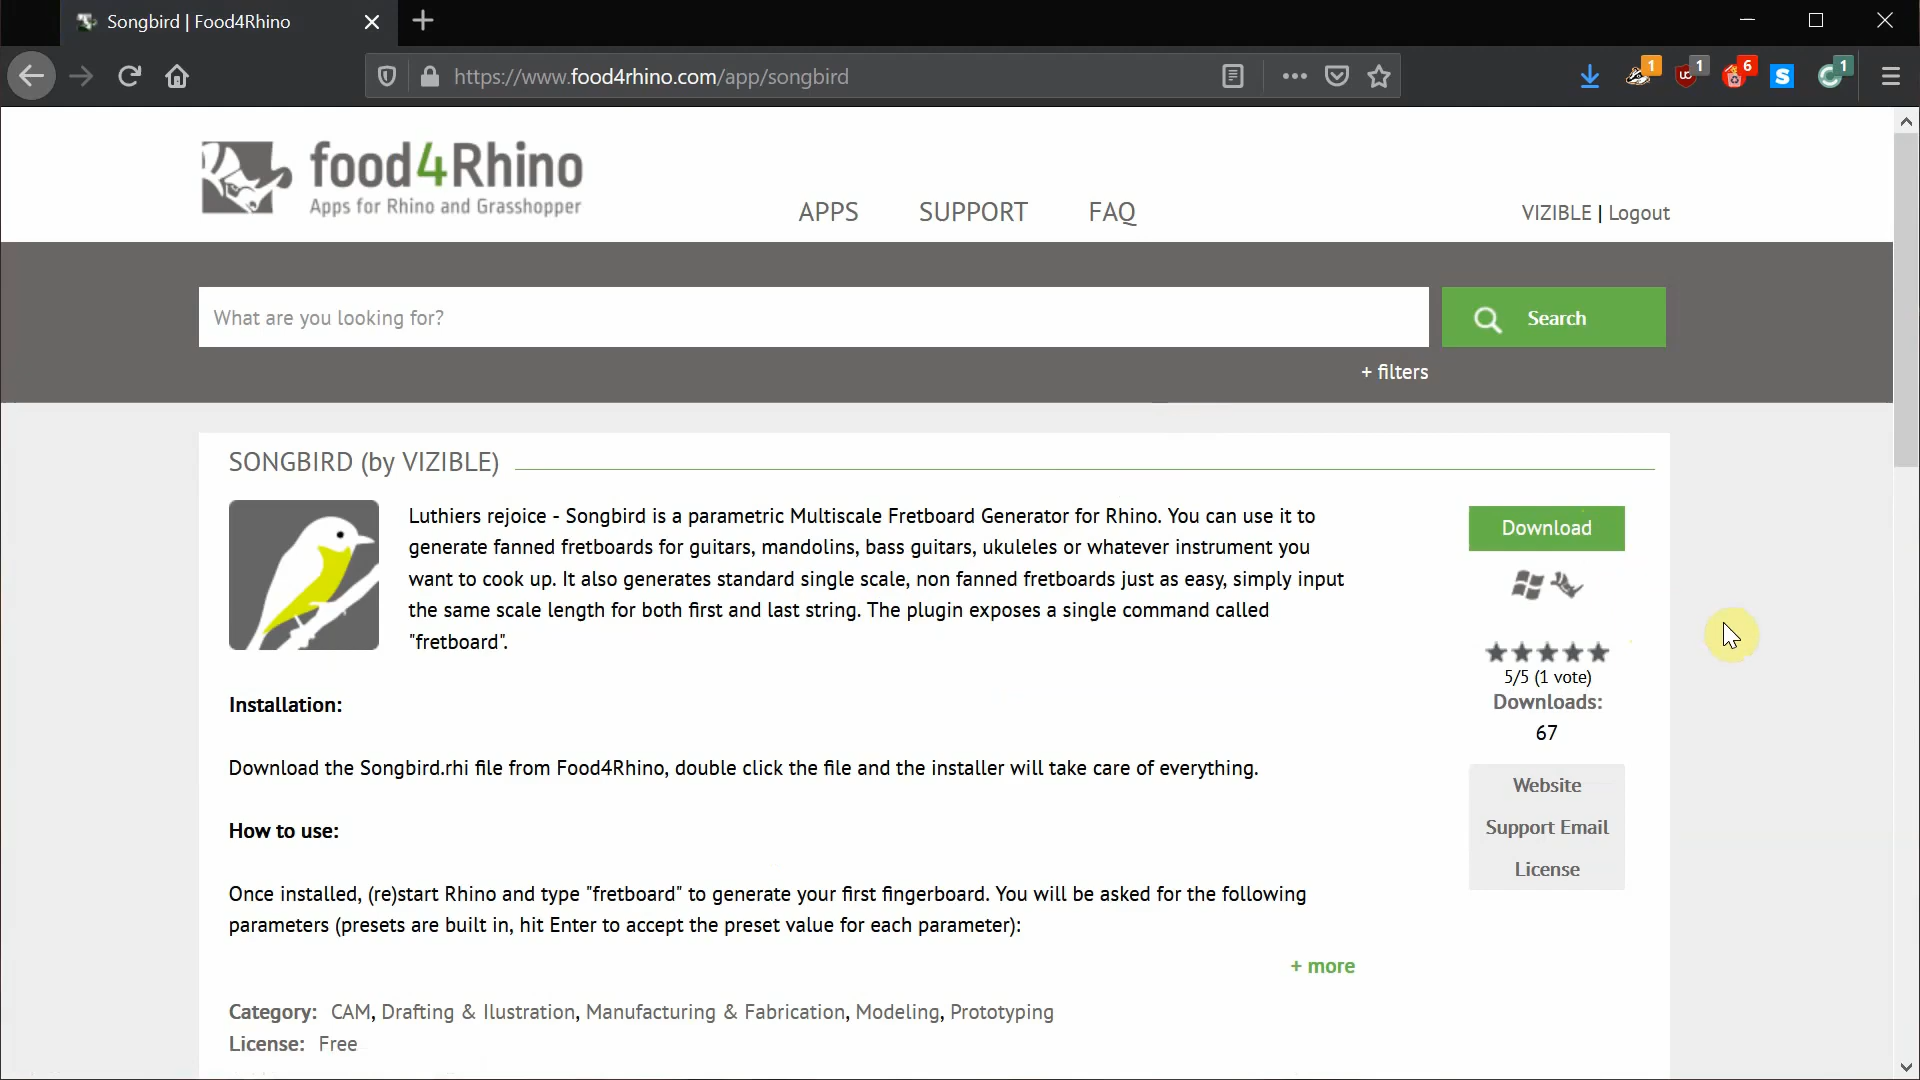 Songbird | Food4Rhino
https://www.food4rhino.com/app/songbird
1
1
6
S
1
food4Rhino
Apps for Rhino and Grasshopper
APPS
SUPPORT
FAQ
VIZIBLE | Logout
What are you looking for?
Search
+ filters
SONGBIRD (by VIZIBLE)
Luthiers rejoice - Songbird is a parametric Multiscale Fretboard Generator for Rhino. You can use it to
generate fanned fretboards for guitars, mandolins, bass guitars, ukuleles or whatever instrument you
want to cook up. It also generates standard single scale, non fanned fretboards just as easy, simply input
the same scale length for both first and last string. The plugin exposes a single command called
"fretboard".
Download
5/5 (1 vote)
Downloads:
67
Website
Support Email
License
Installation:
Download the Songbird.rhi file from Food4Rhino, double click the file and the installer will take care of everything.
How to use:
Once installed, (re)start Rhino and type "fretboard" to generate your first fingerboard. You will be asked for the following
parameters (presets are built in, hit Enter to accept the preset value for each parameter):
+ more
Category: CAM, Drafting & Ilustration, Manufacturing & Fabrication, Modeling, Prototyping
License: Free